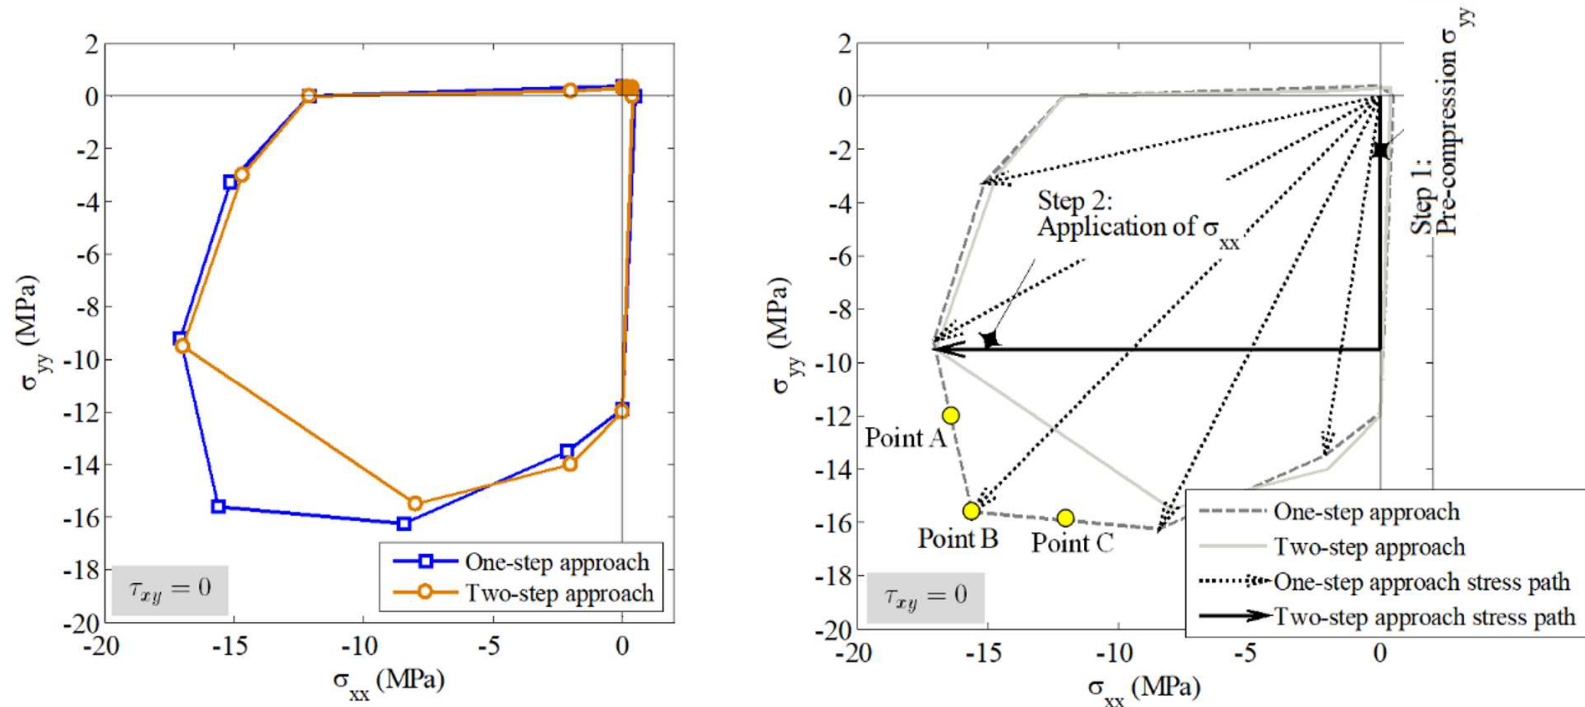 2
0
-2
-4
-6
-8
-10
-12
-14
-16
-18
-20
σyy (MPa)
-20 -15 -10 -5 0
σxx (MPa)
One-step approach
Two-step approach
τxy = 0
2
0
-2
-4
-6
-8
-10
-12
-14
-16
-18
-20
σyy (MPa)
-20 -15 -10 -5 0
σxx (MPa)
Step 1:
Pre-compression σyy
Step 2:
Application of σxx
Point A
Point B
Point C
One-step approach
Two-step approach
One-step approach stress path
Two-step approach stress path
τxy = 0